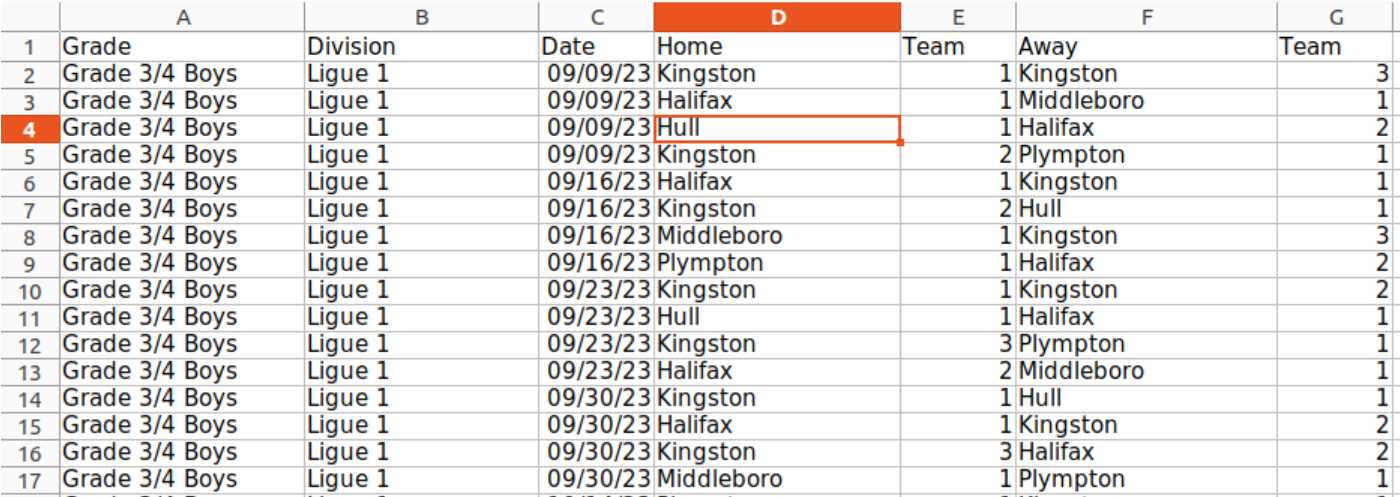 A B C D E F G
1 Grade Division Date Home Team Away Team
2 Grade 3/4 Boys Ligue 1 09/09/23 Kingston 1 Kingston 3
3 Grade 3/4 Boys Ligue 1 09/09/23 Halifax 1 Middleboro 1
4 Grade 3/4 Boys Ligue 1 09/09/23 Hull 1 Halifax 2
5 Grade 3/4 Boys Ligue 1 09/09/23 Kingston 2 Plympton 1
6 Grade 3/4 Boys Ligue 1 09/16/23 Halifax 1 Kingston 1
7 Grade 3/4 Boys Ligue 1 09/16/23 Kingston 2 Hull 1
8 Grade 3/4 Boys Ligue 1 09/16/23 Middleboro 1 Kingston 3
9 Grade 3/4 Boys Ligue 1 09/16/23 Plympton 1 Halifax 2
10 Grade 3/4 Boys Ligue 1 09/23/23 Kingston 1 Kingston 2
11 Grade 3/4 Boys Ligue 1 09/23/23 Hull 1 Halifax 1
12 Grade 3/4 Boys Ligue 1 09/23/23 Kingston 3 Plympton 1
13 Grade 3/4 Boys Ligue 1 09/23/23 Halifax 2 Middleboro 1
14 Grade 3/4 Boys Ligue 1 09/30/23 Kingston 1 Hull 1
15 Grade 3/4 Boys Ligue 1 09/30/23 Halifax 1 Kingston 2
16 Grade 3/4 Boys Ligue 1 09/30/23 Kingston 3 Halifax 2
17 Grade 3/4 Boys Ligue 1 09/30/23 Middleboro 1 Plympton 1